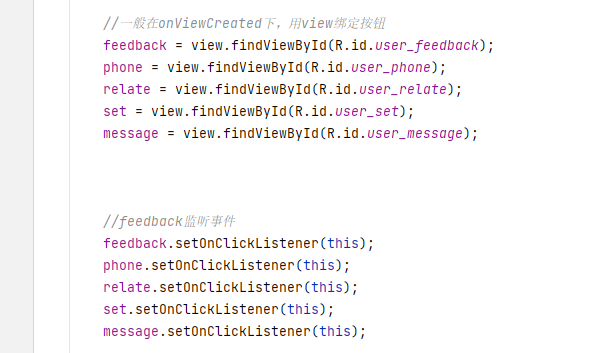 //一般在onViewCreated下，用view绑定按钮
feedback = view.findViewById(R.id.user_feedback);
phone = view.findViewById(R.id.user_phone);
relate = view.findViewById(R.id.user_relate);
set = view.findViewById(R.id.user_set);
message = view.findViewById(R.id.user_message);
//feedback监听事件
feedback.setOnClickListener(this);
phone.setOnClickListener(this);
relate.setOnClickListener(this);
set.setOnClickListener(this);
message.setOnClickListener(this);